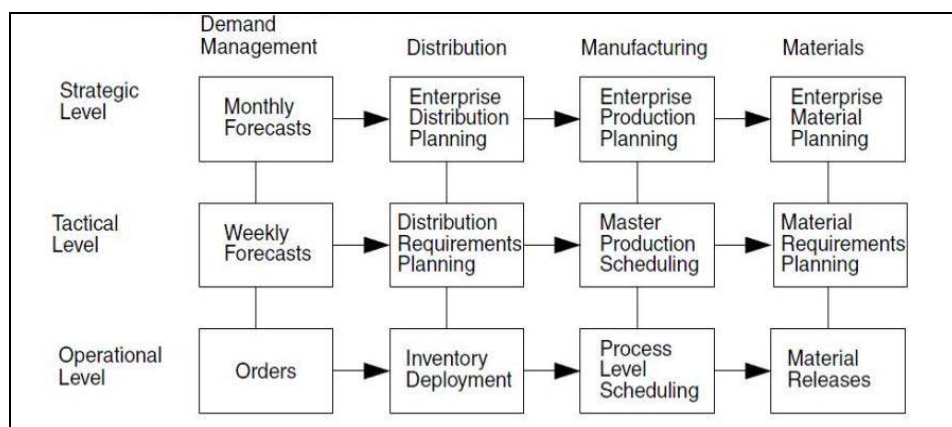 Demand
Management
Distribution
Manufacturing
Materials
Strategic
Level
Monthly
Forecasts
Enterprise
Distribution
Planning
Enterprise
Production
Planning
Enterprise
Material
Planning
Tactical
Level
Weekly
Forecasts
Distribution
Requirements
Planning
Master
Production
Scheduling
Material
Requirements
Planning
Operational
Level
Orders
Inventory
Deployment
Process
Level
Scheduling
Material
Releases